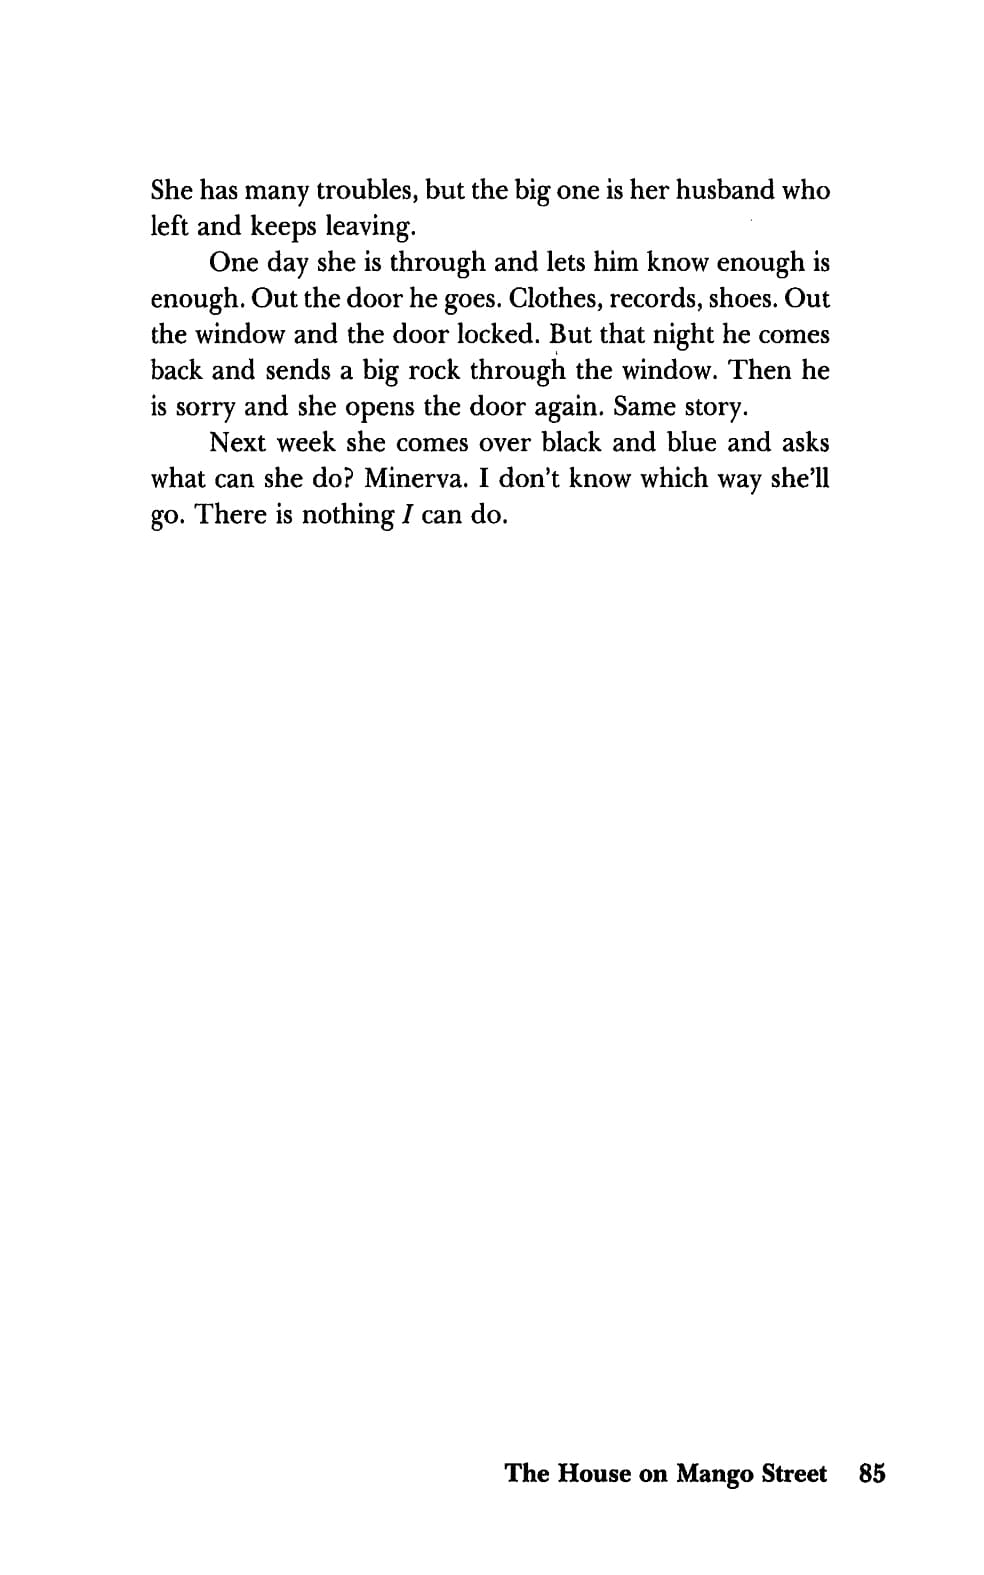 She has many troubles, but the big one is her husband who
left and keeps leaving.
One day she is through and lets him know enough is
enough. Out the door he goes. Clothes, records, shoes. Out
the window and the door locked. But that night he comes
back and sends a big rock through the window. Then he
is sorry and she opens the door again. Same story.
Next week she comes over black and blue and asks
what can she do? Minerva. I don't know which way she'll
go. There is nothing I can do.
The House on Mango Street 85